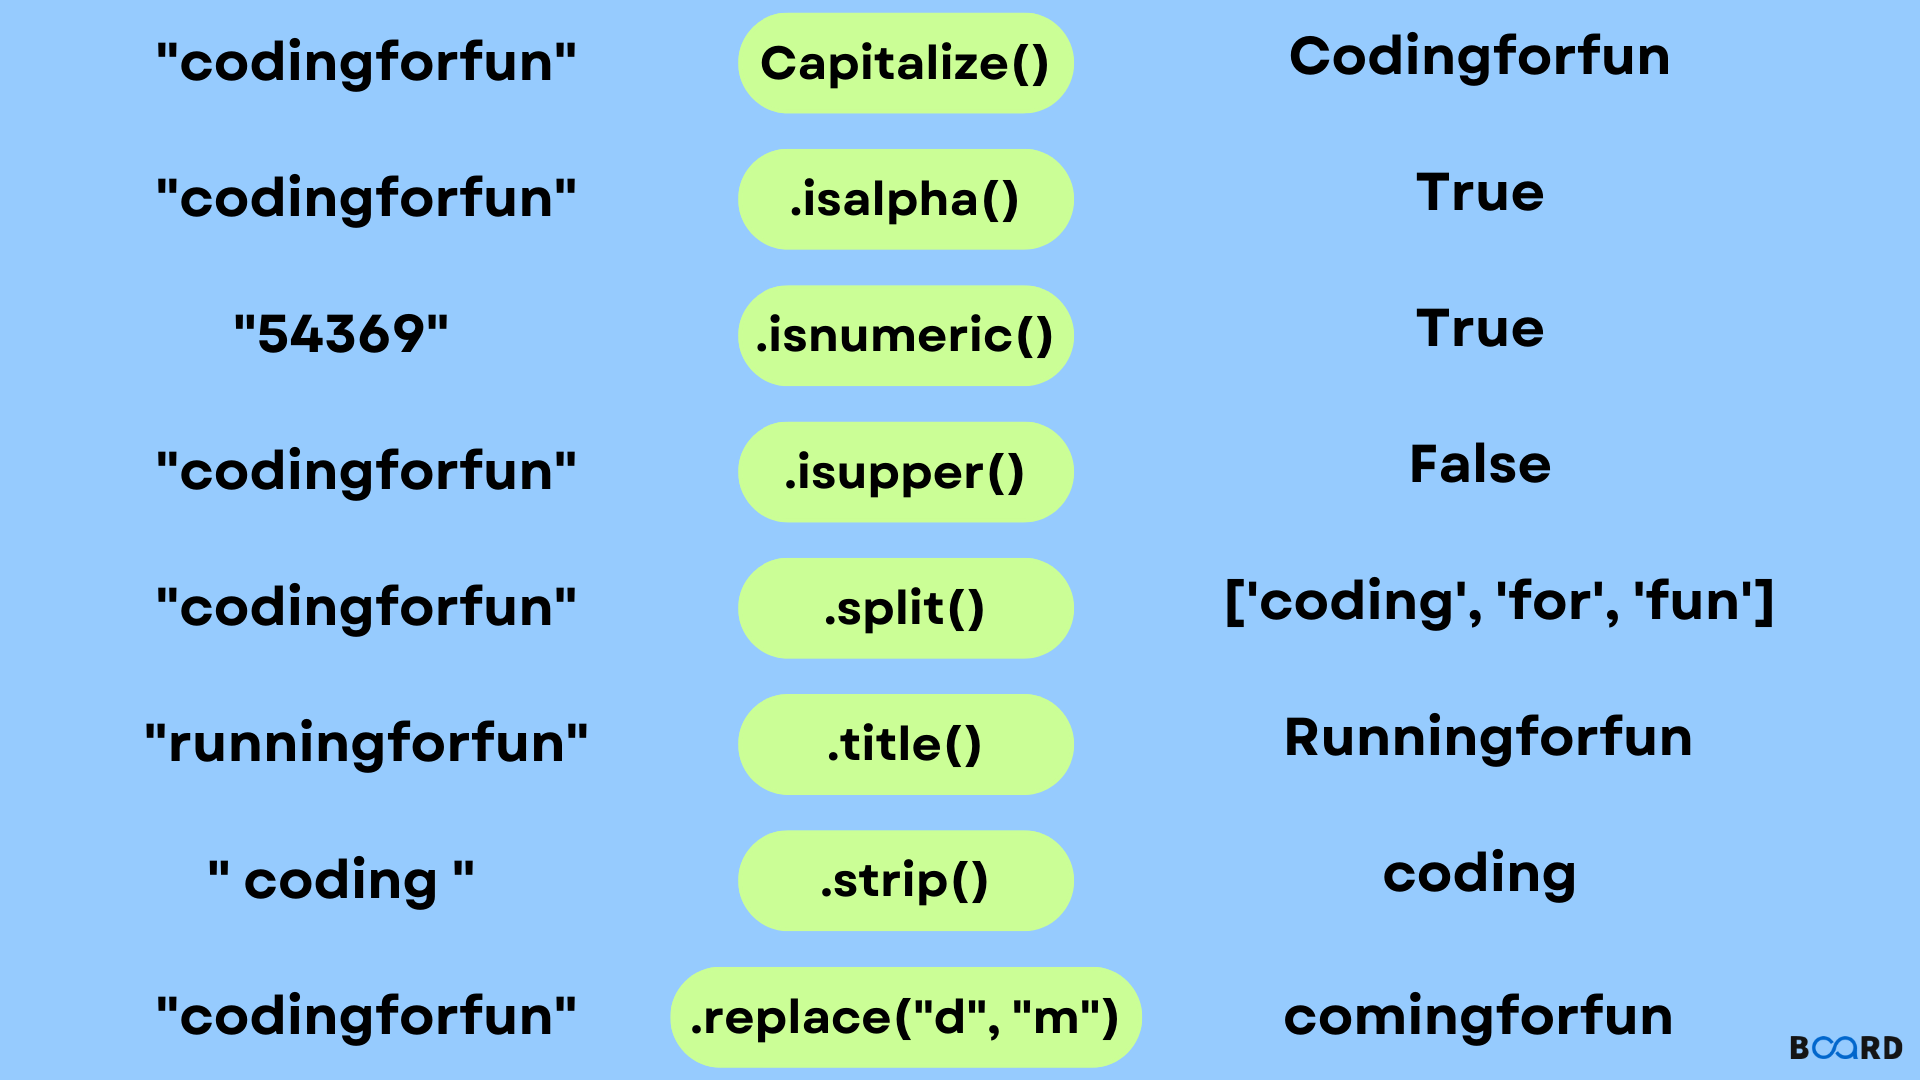 "codingforfun" Capitalize() Codingforfun
"codingforfun" .isalpha() True
"54369" .isnumeric() True
"codingforfun" .isupper() False
"codingforfun" .split() ['coding', 'for', 'fun']
"runningforfun" .title() Runningforfun
" coding " .strip() coding
"codingforfun" .replace("d", "m") comingforfun
BOARD